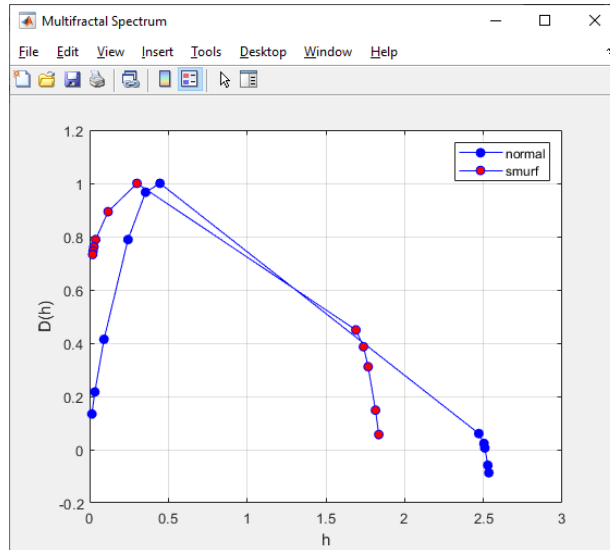 Multifractal Spectrum
File Edit View Insert Tools Desktop Window Help
1.2
1
0.8
0.6
0.4
0.2
0
-0.2
D(h)
normal
smurf
0 0.5 1 1.5 2 2.5 3
h